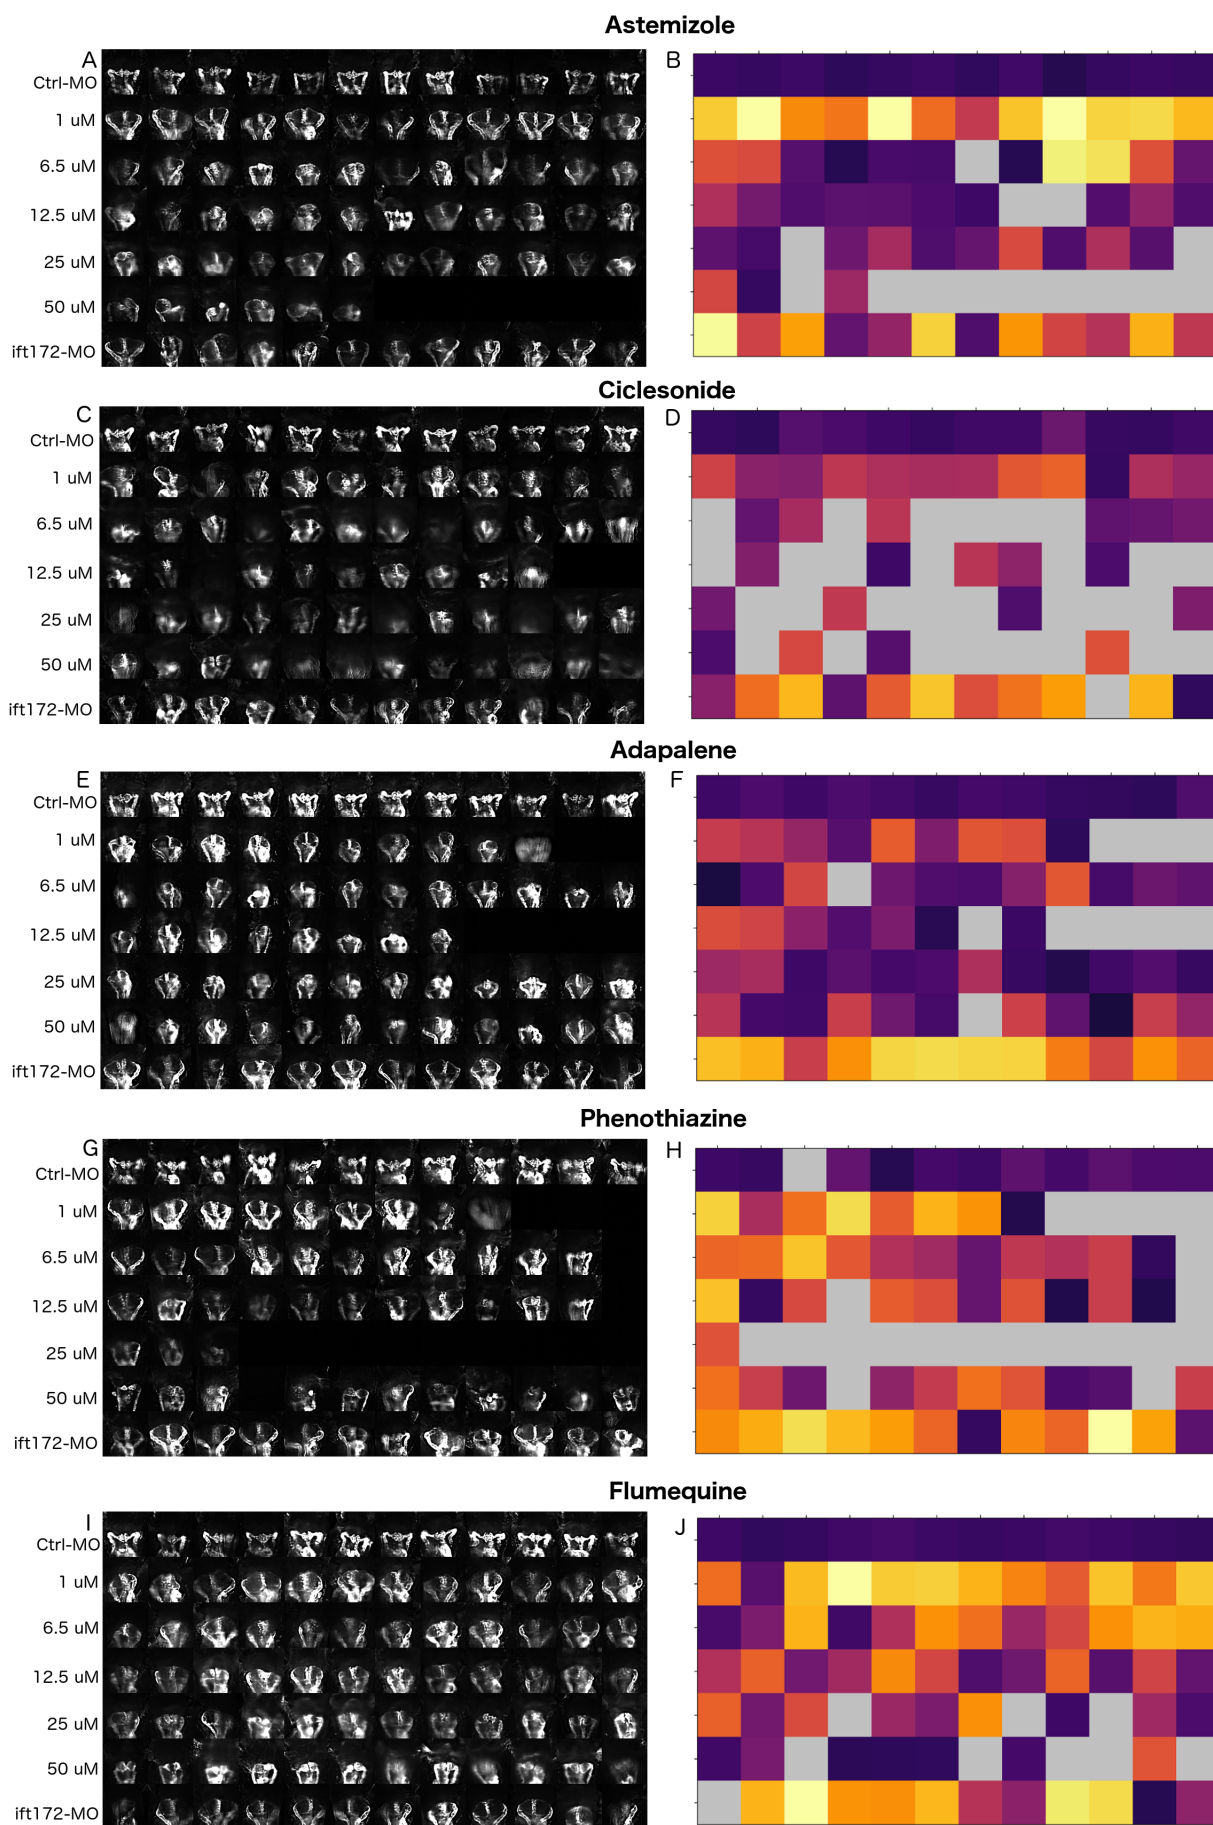 Astemizole
A
B
Ctrl-MO
1 uM
6.5 uM
12.5 uM
25 uM
50 uM
ift172-MO
Ciclesonide
C
D
Ctrl-MO
1 uM
6.5 uM
12.5 uM
25 uM
50 uM
ift172-MO
Adapalene
E
F
Ctrl-MO
1 uM
6.5 uM
12.5 uM
25 uM
50 uM
ift172-MO
Phenothiazine
G
H
Ctrl-MO
1 uM
6.5 uM
12.5 uM
25 uM
50 uM
ift172-MO
Flumequine
I
J
Ctrl-MO
1 uM
6.5 uM
12.5 uM
25 uM
50 uM
ift172-MO